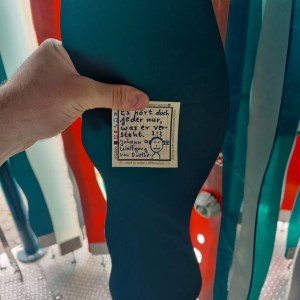 Es hört doch
jeder nur,
was er ver-
steht. !!!
Johann
Wolfgang
von Goethe